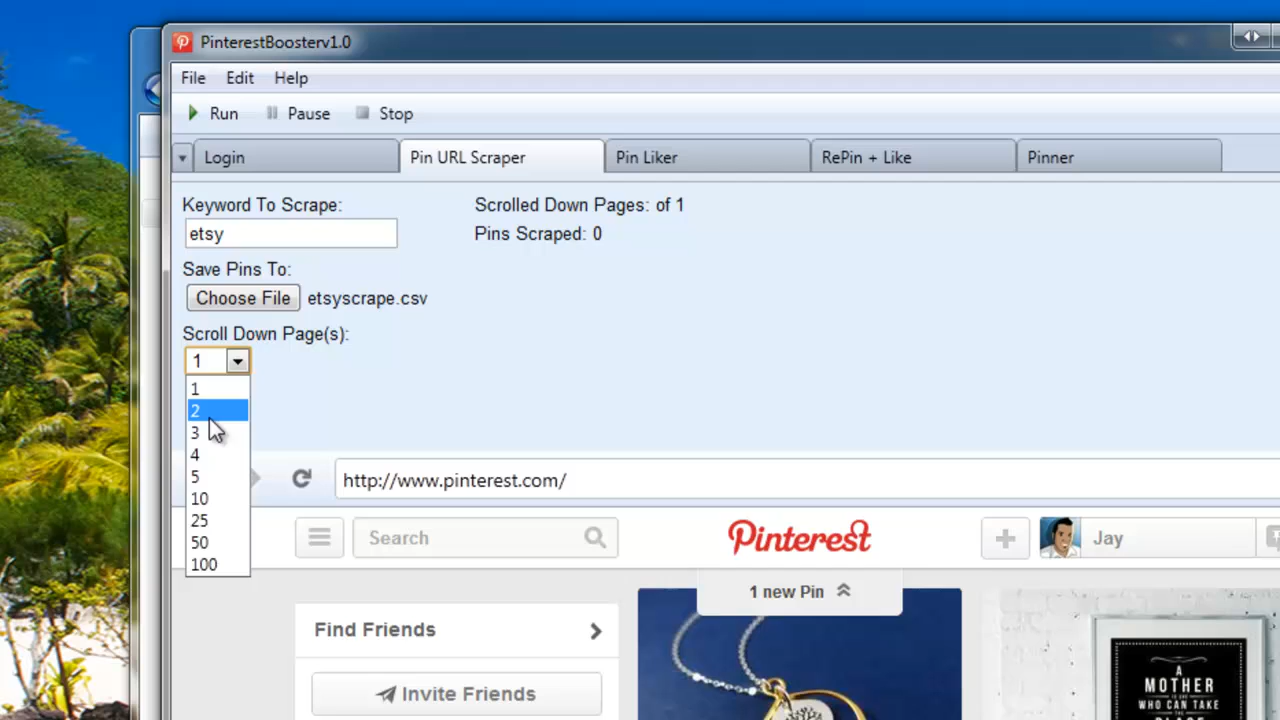 PinterestBoosterv1.0
File Edit Help
Run Pause Stop
Login Pin URL Scraper Pin Liker RePin + Like Pinner
Keyword To Scrape:
etsy
Scrolled Down Pages: of 1
Pins Scraped: 0
Save Pins To:
Choose File etsyscrape.csv
Scroll Down Page(s):
1
1
2
3
4
5
10
25
50
100
http://www.pinterest.com/
Search
Pinterest
Jay
1 new Pin
Find Friends
Invite Friends
A
MOTHER
IS SHE
WHO CAN TAKE